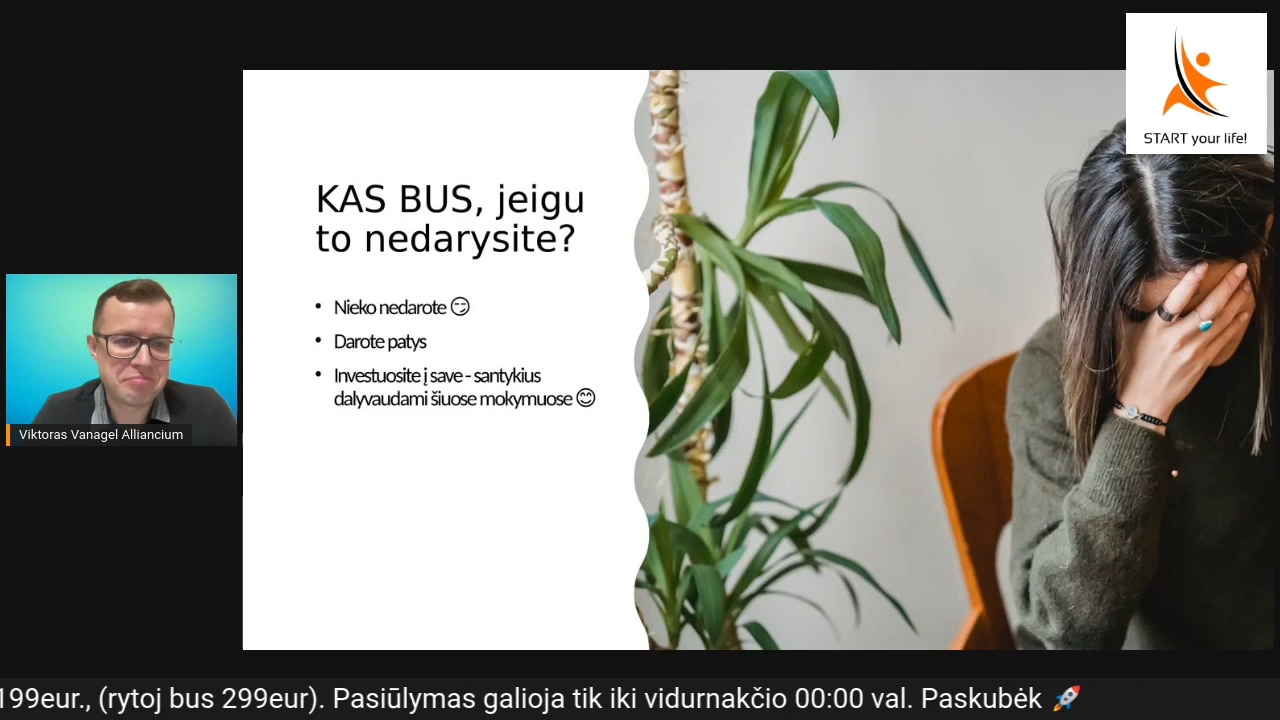 START your life!
KAS BUS, jeigu
to nedarysite?
• Nieko nedarote 😏
• Darote patys
• Investuosite į save - santykius
dalyvaudami šiuose mokymuose 😊
Viktoras Vanagel Alliancium
199eur., (rytoj bus 299eur). Pasiūlymas galioja tik iki vidurnakčio 00:00 val. Paskubėk 🚀